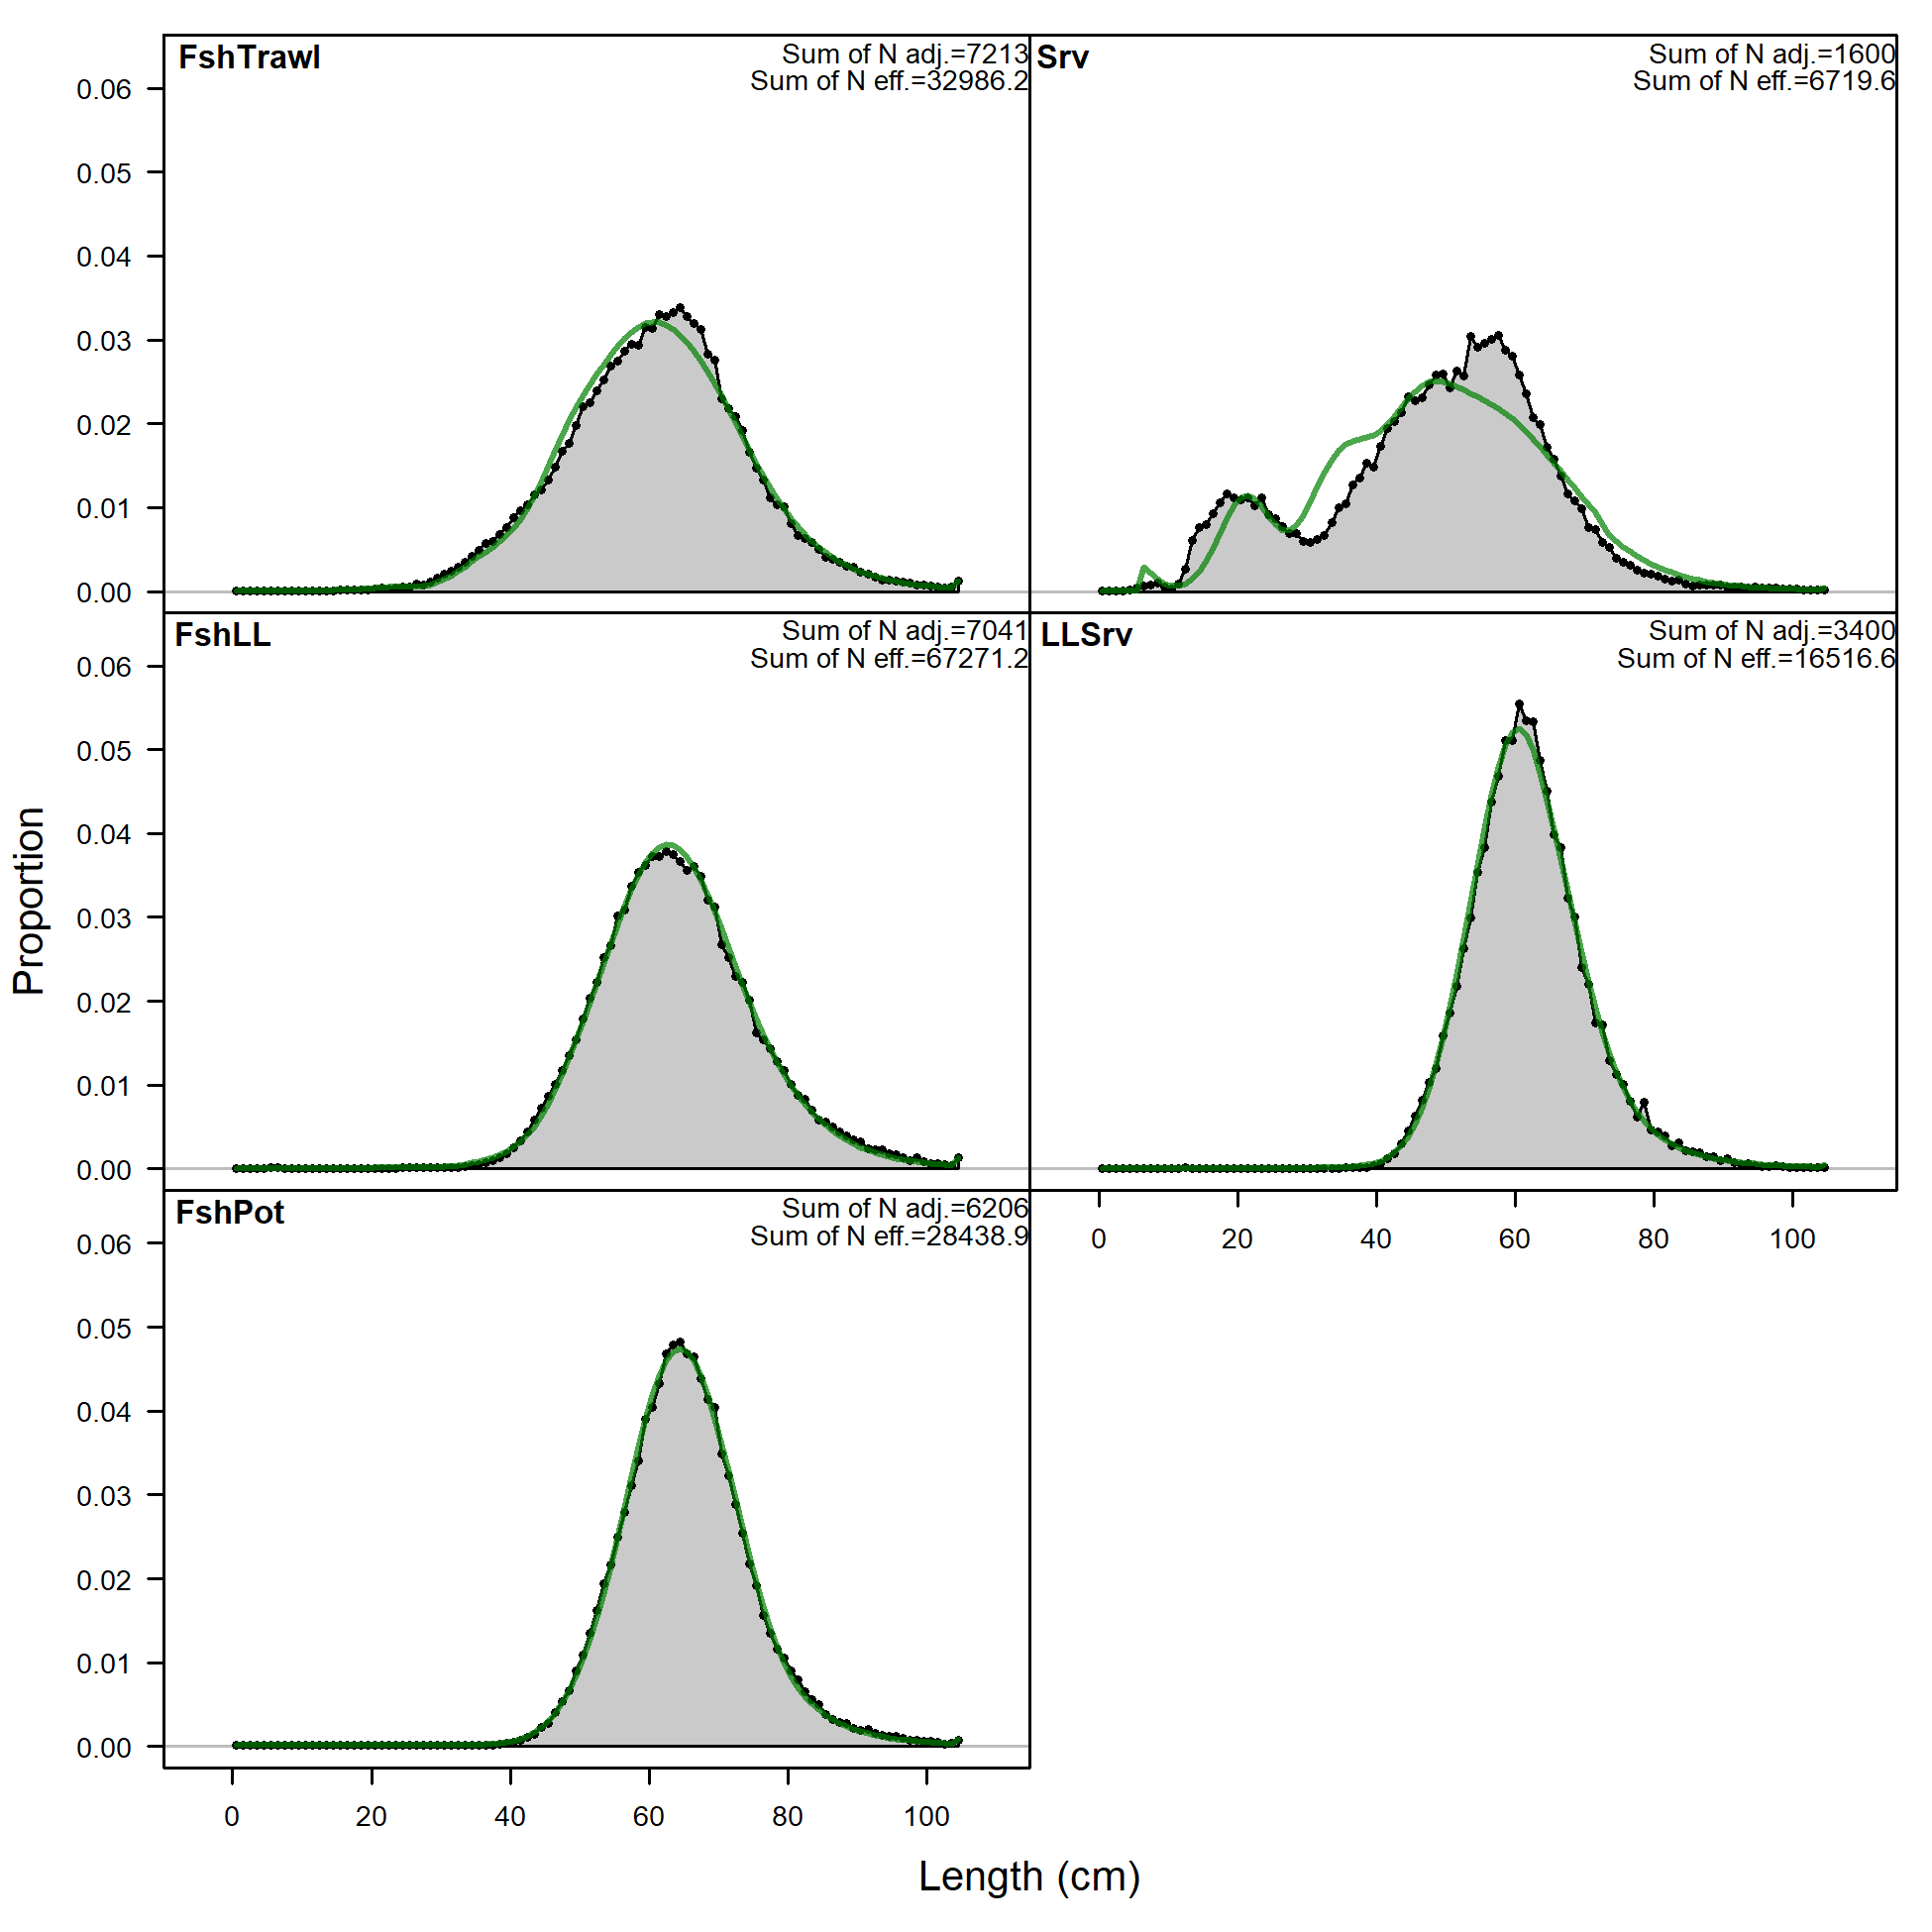 FshTrawl
Sum of N adj.=7213
Sum of N eff.=32986.2
Srv
Sum of N adj.=1600
Sum of N eff.=6719.6
0.06
0.05
0.04
0.03
0.02
0.01
0.00
FshLL
Sum of N adj.=7041
Sum of N eff.=67271.2
LLSrv
Sum of N adj.=3400
Sum of N eff.=16516.6
0.06
0.05
0.04
0.03
0.02
0.01
0.00
0 20 40 60 80 100
FshPot
Sum of N adj.=6206
Sum of N eff.=28438.9
0.06
0.05
0.04
0.03
0.02
0.01
0.00
0 20 40 60 80 100
Proportion
Length (cm)